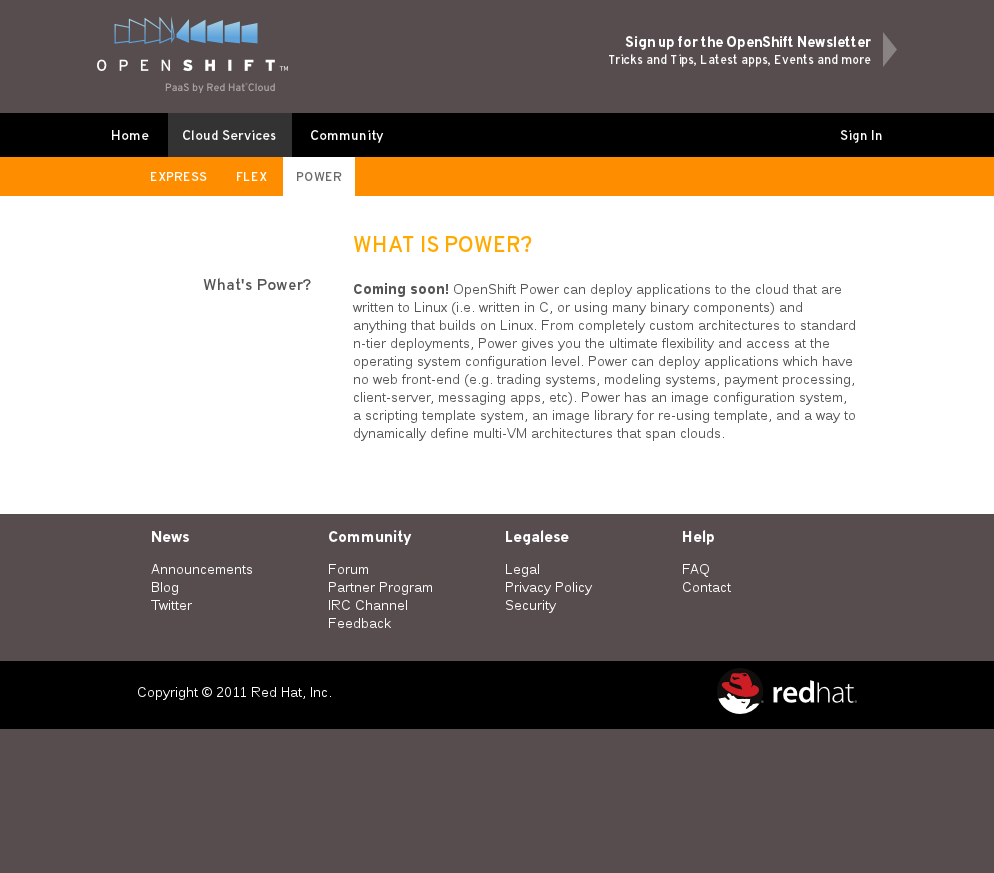 OPENSHIFT™
PaaS by Red Hat® Cloud
Sign up for the OpenShift Newsletter
Tricks and Tips, Latest apps, Events and more
Home Cloud Services Community Sign In
EXPRESS FLEX POWER
WHAT IS POWER?
What's Power?
Coming soon! OpenShift Power can deploy applications to the cloud that are
written to Linux (i.e. written in C, or using many binary components) and
anything that builds on Linux. From completely custom architectures to standard
n-tier deployments, Power gives you the ultimate flexibility and access at the
operating system configuration level. Power can deploy applications which have
no web front-end (e.g. trading systems, modeling systems, payment processing,
client-server, messaging apps, etc). Power has an image configuration system,
a scripting template system, an image library for re-using template, and a way to
dynamically define multi-VM architectures that span clouds.
News
Announcements
Blog
Twitter
Community
Forum
Partner Program
IRC Channel
Feedback
Legalese
Legal
Privacy Policy
Security
Help
FAQ
Contact
Copyright © 2011 Red Hat, Inc.
redhat